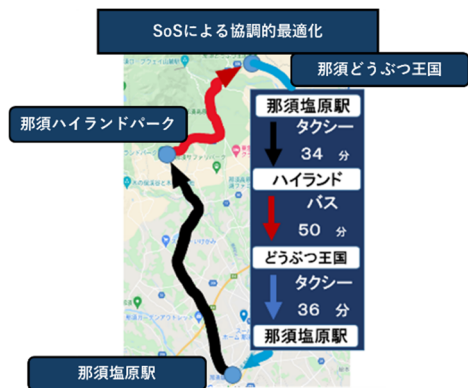 SoSによる協調的最適化
那須どうぶつ王国
那須ハイランドパーク
那須塩原駅
タクシー
34 分
ハイランド
バス
50 分
どうぶつ王国
タクシー
36 分
那須塩原駅
那須塩原駅